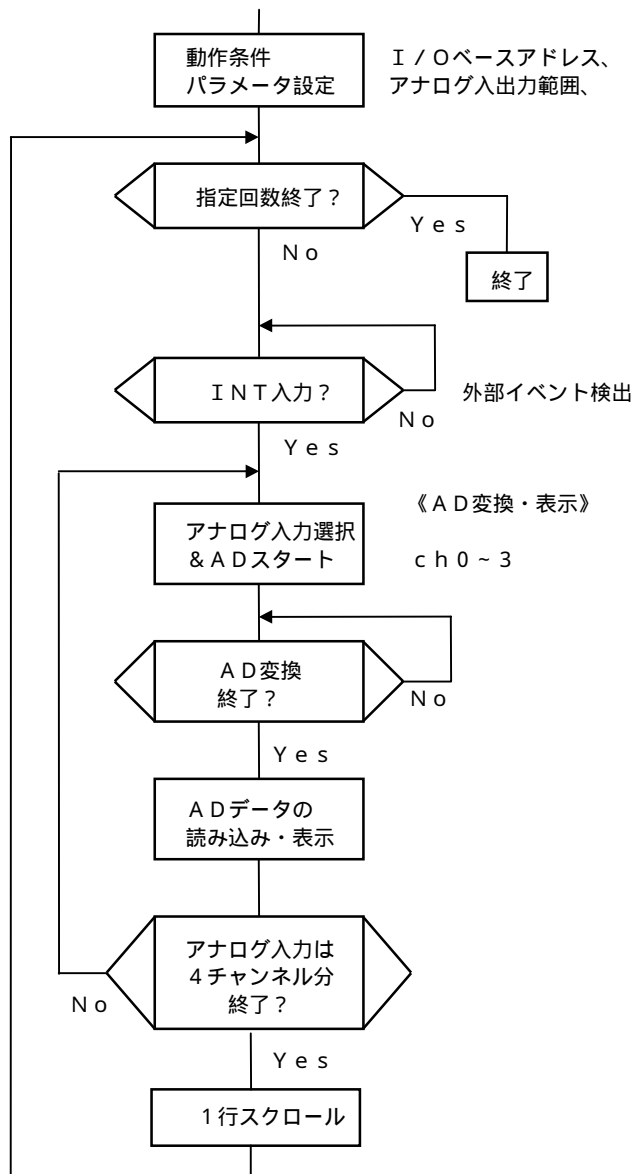 動作条件
パラメータ設定
Ｉ／Ｏベースアドレス、
アナログ入出力範囲、
指定回数終了？
Ｙｅｓ
Ｎｏ
終了
ＩＮＴ入力？
Ｎｏ
外部イベント検出
Ｙｅｓ
アナログ入力選択
＆ＡＤスタート
《ＡＤ変換・表示》
ｃｈ０～３
ＡＤ変換
終了？
Ｎｏ
Ｙｅｓ
ＡＤデータの
読み込み・表示
アナログ入力は
４チャンネル分
終了？
Ｎｏ
Ｙｅｓ
１行スクロール